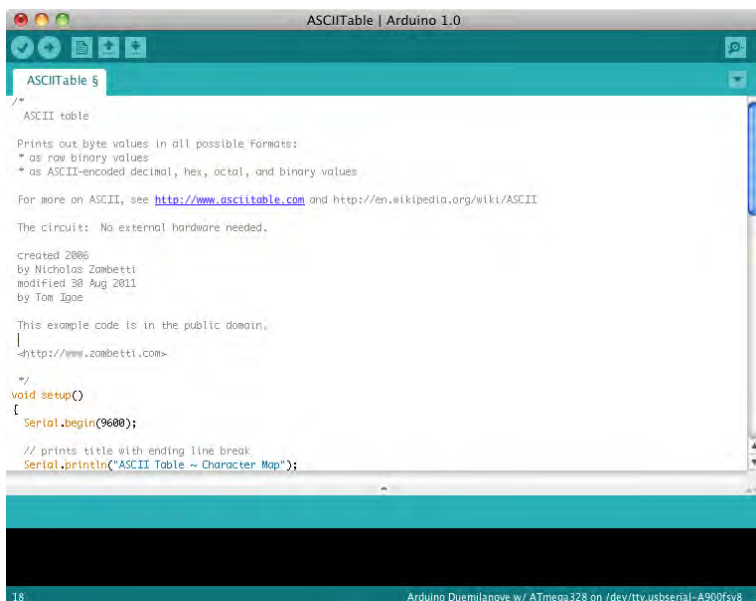 ASCIITable | Arduino 1.0
ASCIITable §
/*
ASCII table
Prints out byte values in all possible formats:
* as raw binary values
* as ASCII-encoded decimal, hex, octal, and binary values
For more on ASCII, see http://www.asciitable.com and http://en.wikipedia.org/wiki/ASCII
The circuit: No external hardware needed.
created 2006
by Nicholas Zambetti
modified 30 Aug 2011
by Tom Igoe
This example code is in the public domain.
<http://www.zambetti.com>
*/
void setup()
{
Serial.begin(9600);
// prints title with ending line break
Serial.println("ASCII Table ~ Character Map");
18
Arduino Duemilanove w/ ATmega328 on /dev/tty.usbserial-A900fsv8